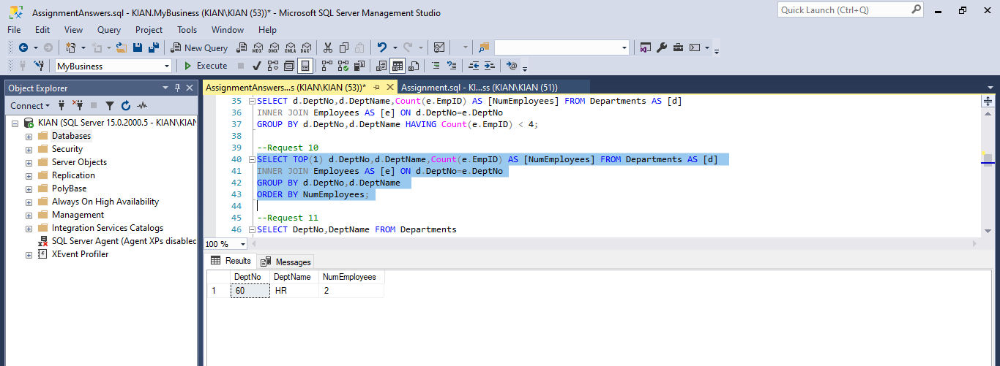 AssignmentAnswers.sql - KIAN.MyBusiness (KIAN\KIAN (53))* - Microsoft SQL Server Management Studio
Quick Launch (Ctrl+Q)
File Edit View Query Project Tools Window Help
New Query MDX DMX XMLA DAX
MyBusiness Execute
Object Explorer
AssignmentAnswers...s (KIAN\KIAN (53))*
Assignment.sql - KI...ss (KIAN\KIAN (51))
Connect
KIAN (SQL Server 15.0.2000.5 - KIAN\KIAN
Databases
Security
Server Objects
Replication
PolyBase
Always On High Availability
Management
Integration Services Catalogs
SQL Server Agent (Agent XPs disabled
XEvent Profiler
35 SELECT d.DeptNo,d.DeptName,Count(e.EmpID) AS [NumEmployees] FROM Departments AS [d]
36 INNER JOIN Employees AS [e] ON d.DeptNo=e.DeptNo
37 GROUP BY d.DeptNo,d.DeptName HAVING Count(e.EmpID) < 4;
38
39 --Request 10
40 SELECT TOP(1) d.DeptNo,d.DeptName,Count(e.EmpID) AS [NumEmployees] FROM Departments AS [d]
41 INNER JOIN Employees AS [e] ON d.DeptNo=e.DeptNo
42 GROUP BY d.DeptNo,d.DeptName
43 ORDER BY NumEmployees;
44
45 --Request 11
46 SELECT DeptNo,DeptName FROM Departments
100 %
Results Messages
DeptNo DeptName NumEmployees
1 60 HR 2